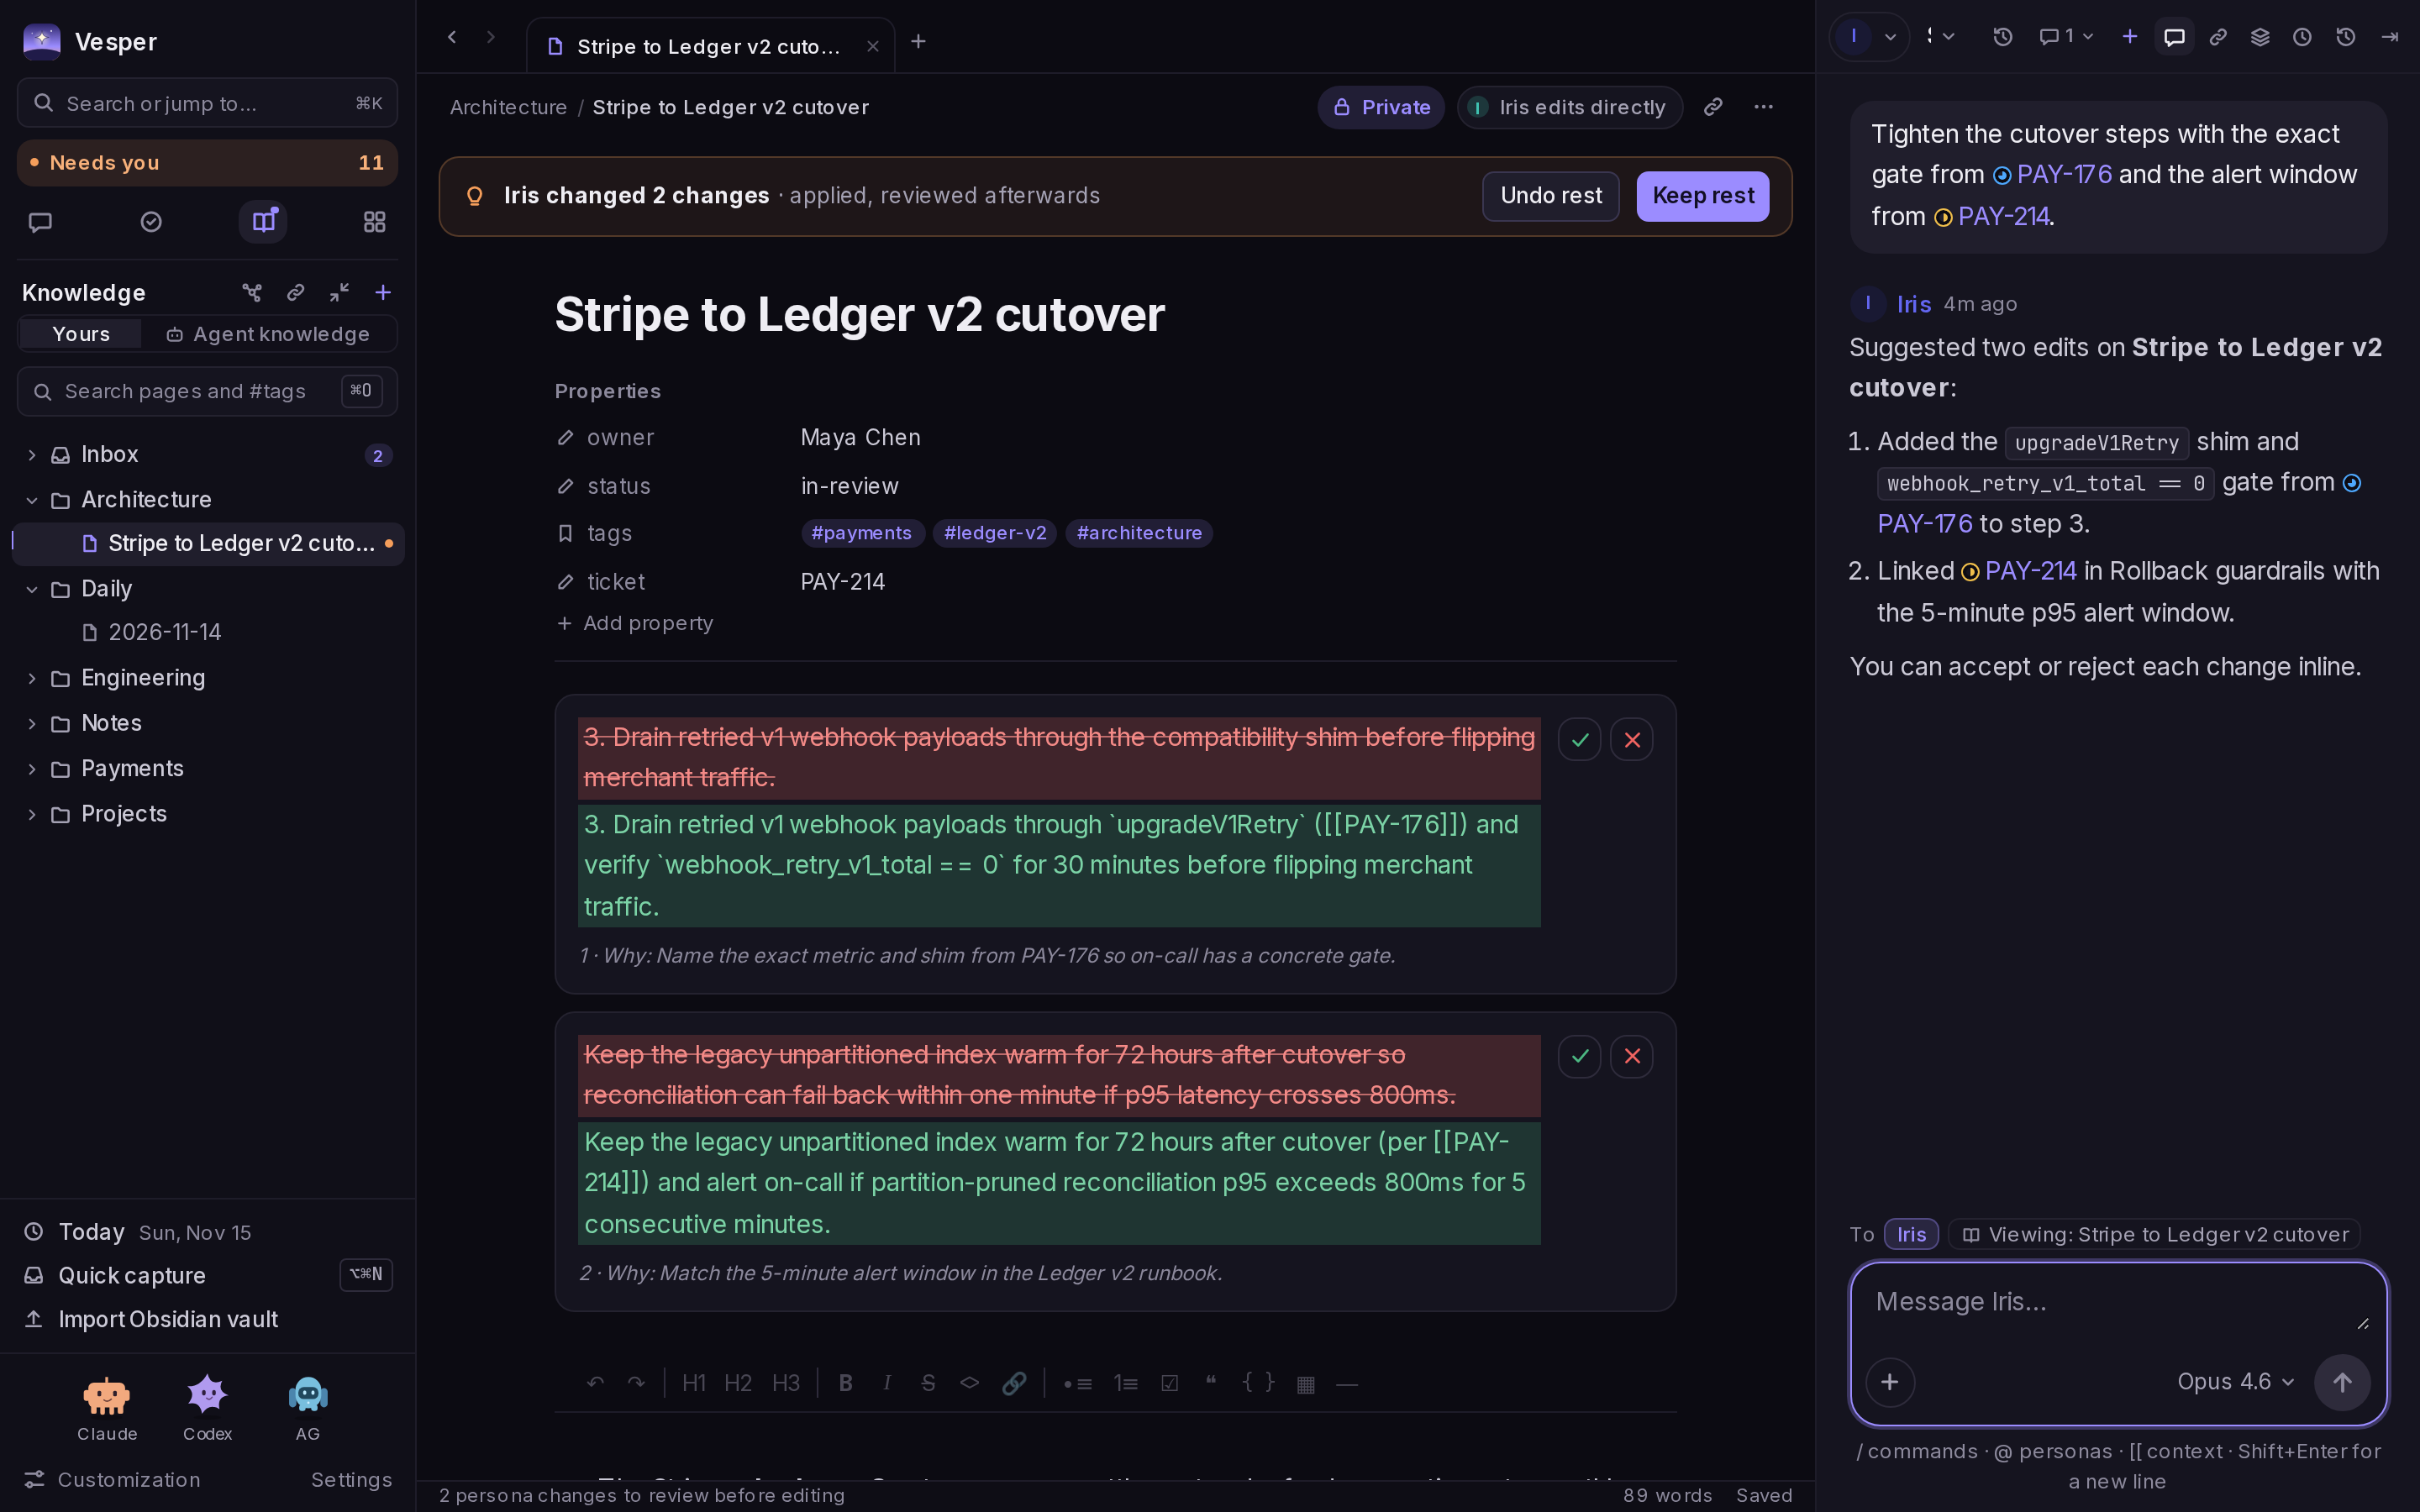 Vesper
Search or jump to... ⌘K
Needs you 11
Knowledge
Yours Agent knowledge
Search pages and #tags ⌘O
Inbox 2
Architecture
Stripe to Ledger v2 cuto...
Daily
2026-11-14
Engineering
Notes
Payments
Projects
Today Sun, Nov 15
Quick capture ⌥⌘N
Import Obsidian vault
Claude Codex AG
Customization Settings
Stripe to Ledger v2 cuto...
Architecture / Stripe to Ledger v2 cutover
Private
I Iris edits directly
Iris changed 2 changes · applied, reviewed afterwards
Undo rest Keep rest
Stripe to Ledger v2 cutover
Properties
owner Maya Chen
status in-review
tags #payments #ledger-v2 #architecture
ticket PAY-214
+ Add property
3. Drain retried v1 webhook payloads through the compatibility shim before flipping
merchant traffic.
3. Drain retried v1 webhook payloads through `upgradeV1Retry` ([[PAY-176]]) and
verify `webhook_retry_v1_total == 0` for 30 minutes before flipping merchant
traffic.
1 · Why: Name the exact metric and shim from PAY-176 so on-call has a concrete gate.
Keep the legacy unpartitioned index warm for 72 hours after cutover so
reconciliation can fail back within one minute if p95 latency crosses 800ms.
Keep the legacy unpartitioned index warm for 72 hours after cutover (per [[PAY-
214]]) and alert on-call if partition-pruned reconciliation p95 exceeds 800ms for 5
consecutive minutes.
2 · Why: Match the 5-minute alert window in the Ledger v2 runbook.
H1 H2 H3 B I S <> 1≡ ❝ { } —
2 persona changes to review before editing
89 words Saved
I 1
Tighten the cutover steps with the exact
gate from PAY-176 and the alert window
from PAY-214.
I Iris 4m ago
Suggested two edits on Stripe to Ledger v2
cutover:
1. Added the upgradeV1Retry shim and
webhook_retry_v1_total == 0 gate from
PAY-176 to step 3.
2. Linked PAY-214 in Rollback guardrails with
the 5-minute p95 alert window.
You can accept or reject each change inline.
To Iris Viewing: Stripe to Ledger v2 cutover
Message Iris...
Opus 4.6
/ commands · @ personas · [[ context · Shift+Enter for
a new line